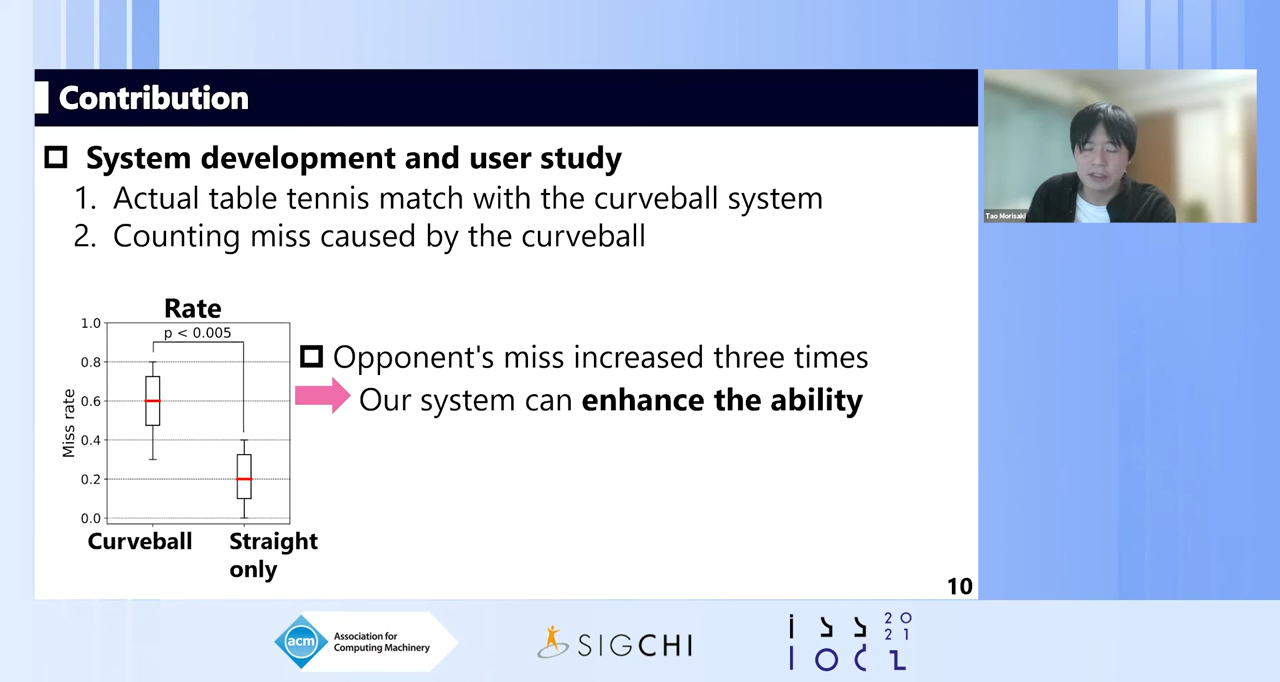 Contribution
System development and user study
1. Actual table tennis match with the curveball system
2. Counting miss caused by the curveball
Rate
p < 0.005
1.0
0.8
0.6
0.4
0.2
0.0
Miss rate
Curveball
Straight only
Opponent's miss increased three times
Our system can enhance the ability
10
Tao Morisaki
acm
Association for
Computing Machinery
SIGCHI
iss
20
21